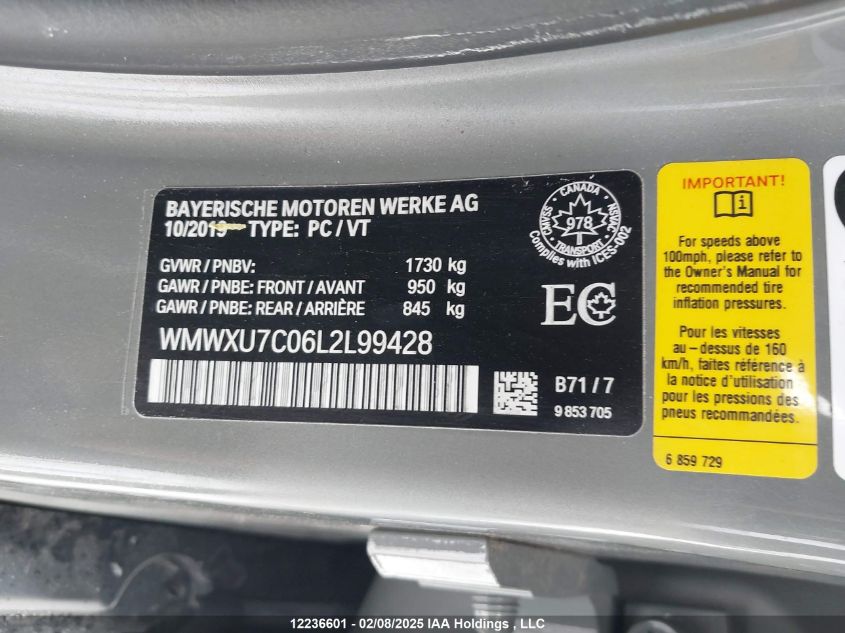 BAYERISCHE MOTOREN WERKE AG
10/2019 TYPE: PC / VT
GVWR / PNBV: 1730 kg
GAWR / PNBE: FRONT / AVANT 950 kg
GAWR / PNBE: REAR / ARRIÈRE 845 kg
WMWXU7C06L2L99428
CANADA
CMVSS
978
NSVAC
TRANSPORT
Complies with ICES-002
EC
B71 / 7
9 853 705
IMPORTANT!
i
For speeds above
100mph, please refer to
the Owner's Manual for
recommended tire
inflation pressures.
Pour les vitesses
au - dessus de 160
km/h, faites référence à
la notice d'utilisation
pour les pressions des
pneus recommandées.
6 859 729
12236601 - 02/08/2025 IAA Holdings , LLC